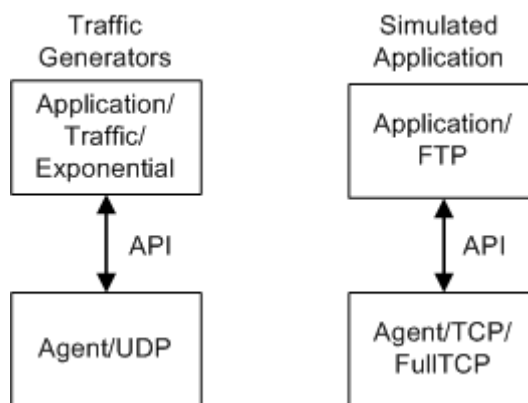 Traffic
Generators
Application/
Traffic/
Exponential
API
Agent/UDP
Simulated
Application
Application/
FTP
API
Agent/TCP/
FullTCP